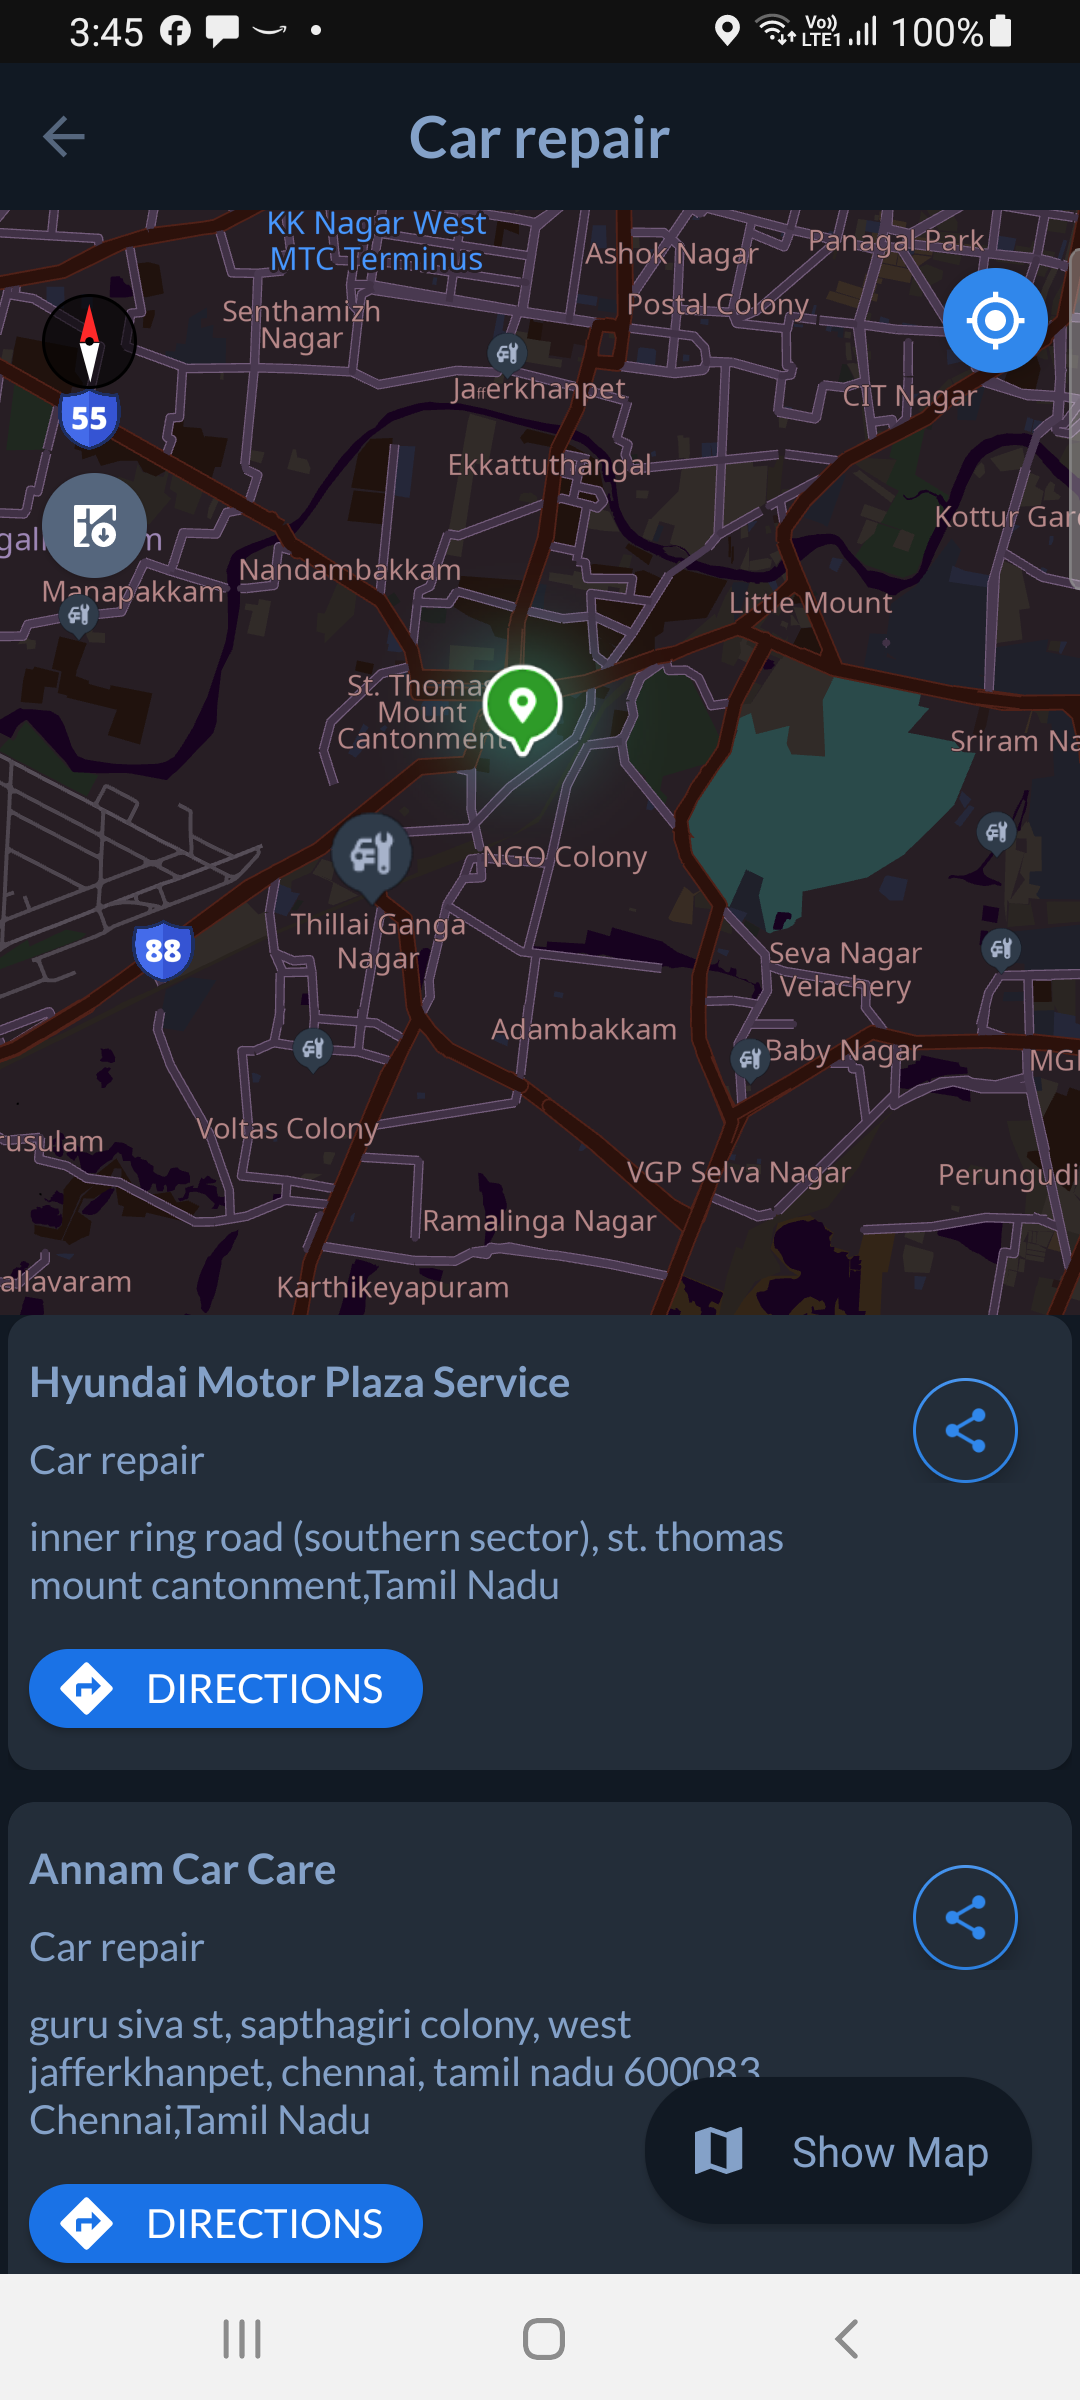 3:45
Vo))
LTE1
100%
Car repair
KK Nagar West
MTC Terminus
Ashok Nagar
Panagal Park
Senthamizh
Nagar
Postal Colony
Jafferkhanpet
CIT Nagar
55
Ekkattuthangal
Kottur Gar
Nandambakkam
Manapakkam
Little Mount
St. Thomas
Mount
Cantonment
Sriram Na
NGO Colony
Thillai Ganga
Nagar
88
Seva Nagar
Velachery
Adambakkam
Baby Nagar
MGI
Voltas Colony
usulam
VGP Selva Nagar
Perungudi
Ramalinga Nagar
allavaram
Karthikeyapuram
Hyundai Motor Plaza Service
Car repair
inner ring road (southern sector), st. thomas
mount cantonment,Tamil Nadu
DIRECTIONS
Annam Car Care
Car repair
guru siva st, sapthagiri colony, west
jafferkhanpet, chennai, tamil nadu 600083
Chennai,Tamil Nadu
Show Map
DIRECTIONS